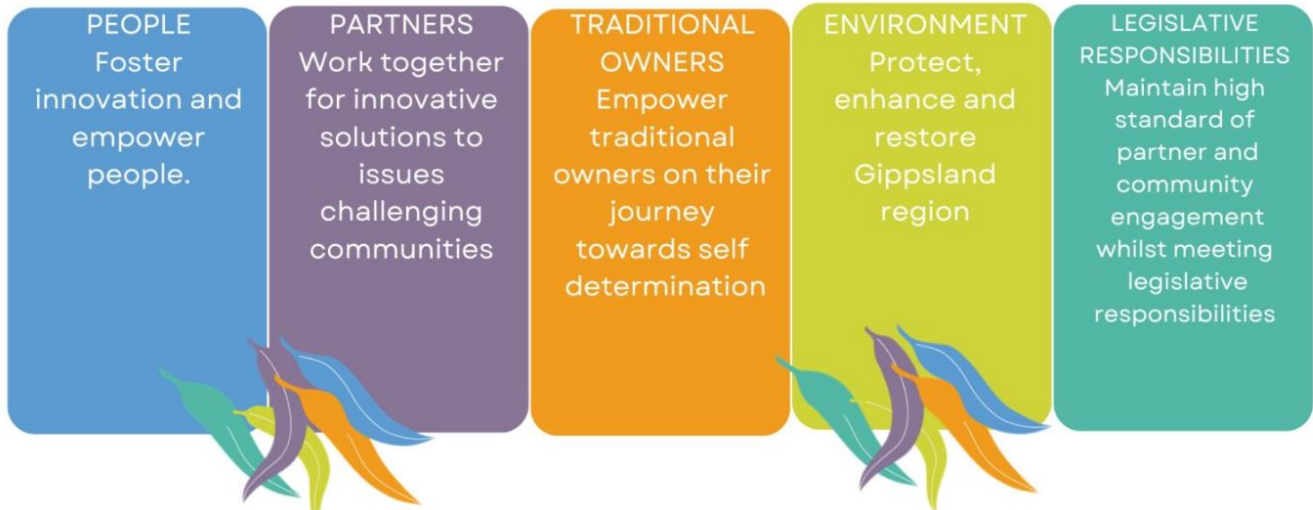 PEOPLE
Foster
innovation and
empower
people.
PARTNERS
Work together
for innovative
solutions to
issues
challenging
communities
TRADITIONAL
OWNERS
Empower
traditional
owners on their
journey
towards self
determination
ENVIRONMENT
Protect,
enhance and
restore
Gippsland
region
LEGISLATIVE
RESPONSIBILITIES
Maintain high
standard of
partner and
community
engagement
whilst meeting
legislative
responsibilities